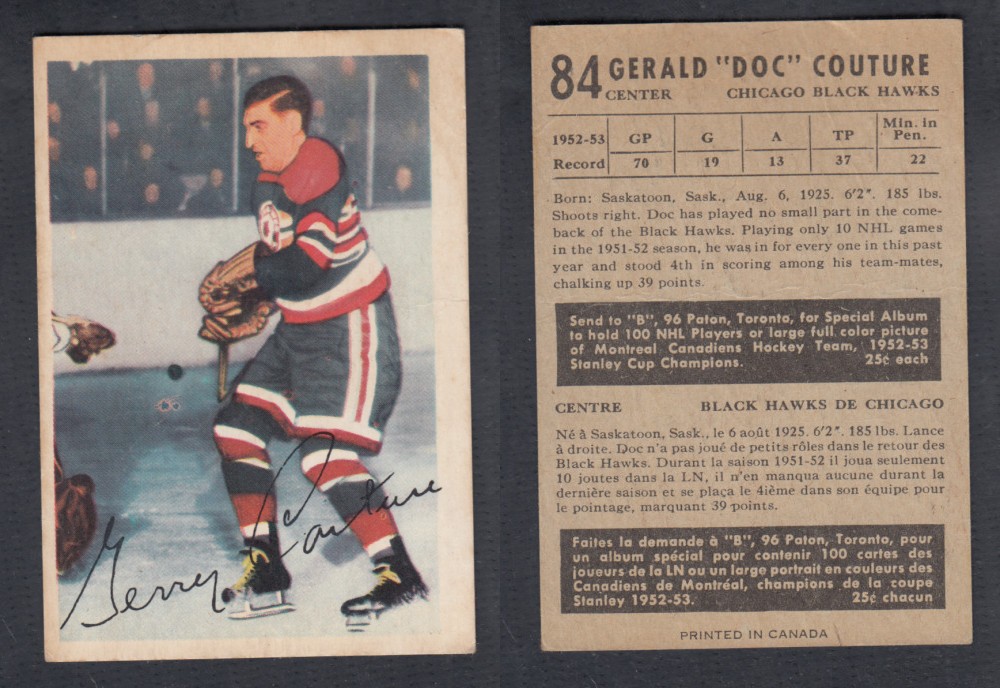 Gerry Couture
84 GERALD "DOC" COUTURE
CENTER CHICAGO BLACK HAWKS
1952-53 GP G A TP Min. in Pen.
Record 70 19 13 37 22
Born: Saskatoon, Sask., Aug. 6, 1925. 6'2". 185 lbs.
Shoots right. Doc has played no small part in the come-
back of the Black Hawks. Playing only 10 NHL games
in the 1951-52 season, he was in for every one in this past
year and stood 4th in scoring among his team-mates,
chalking up 39 points.
Send to "B", 96 Paton, Toronto, for Special Album
to hold 100 NHL Players or large full color picture
of Montreal Canadiens Hockey Team, 1952-53
Stanley Cup Champions. 25¢ each
CENTRE BLACK HAWKS DE CHICAGO
Né à Saskatoon, Sask., le 6 août 1925. 6'2". 185 lbs. Lance
à droite. Doc n'a pas joué de petits rôles dans le retour des
Black Hawks. Durant la saison 1951-52 il joua seulement
10 joutes dans la LN, il n'en manqua aucune durant la
dernière saison et se plaça le 4ième dans son équipe pour
le pointage, marquant 39 points.
Faites la demande à "B", 96 Paton, Toronto, pour
un album spécial pour contenir 100 cartes des
joueurs de la LN ou un large portrait en couleurs des
Canadiens de Montréal, champions de la coupe
Stanley 1952-53. 25¢ chacun
PRINTED IN CANADA